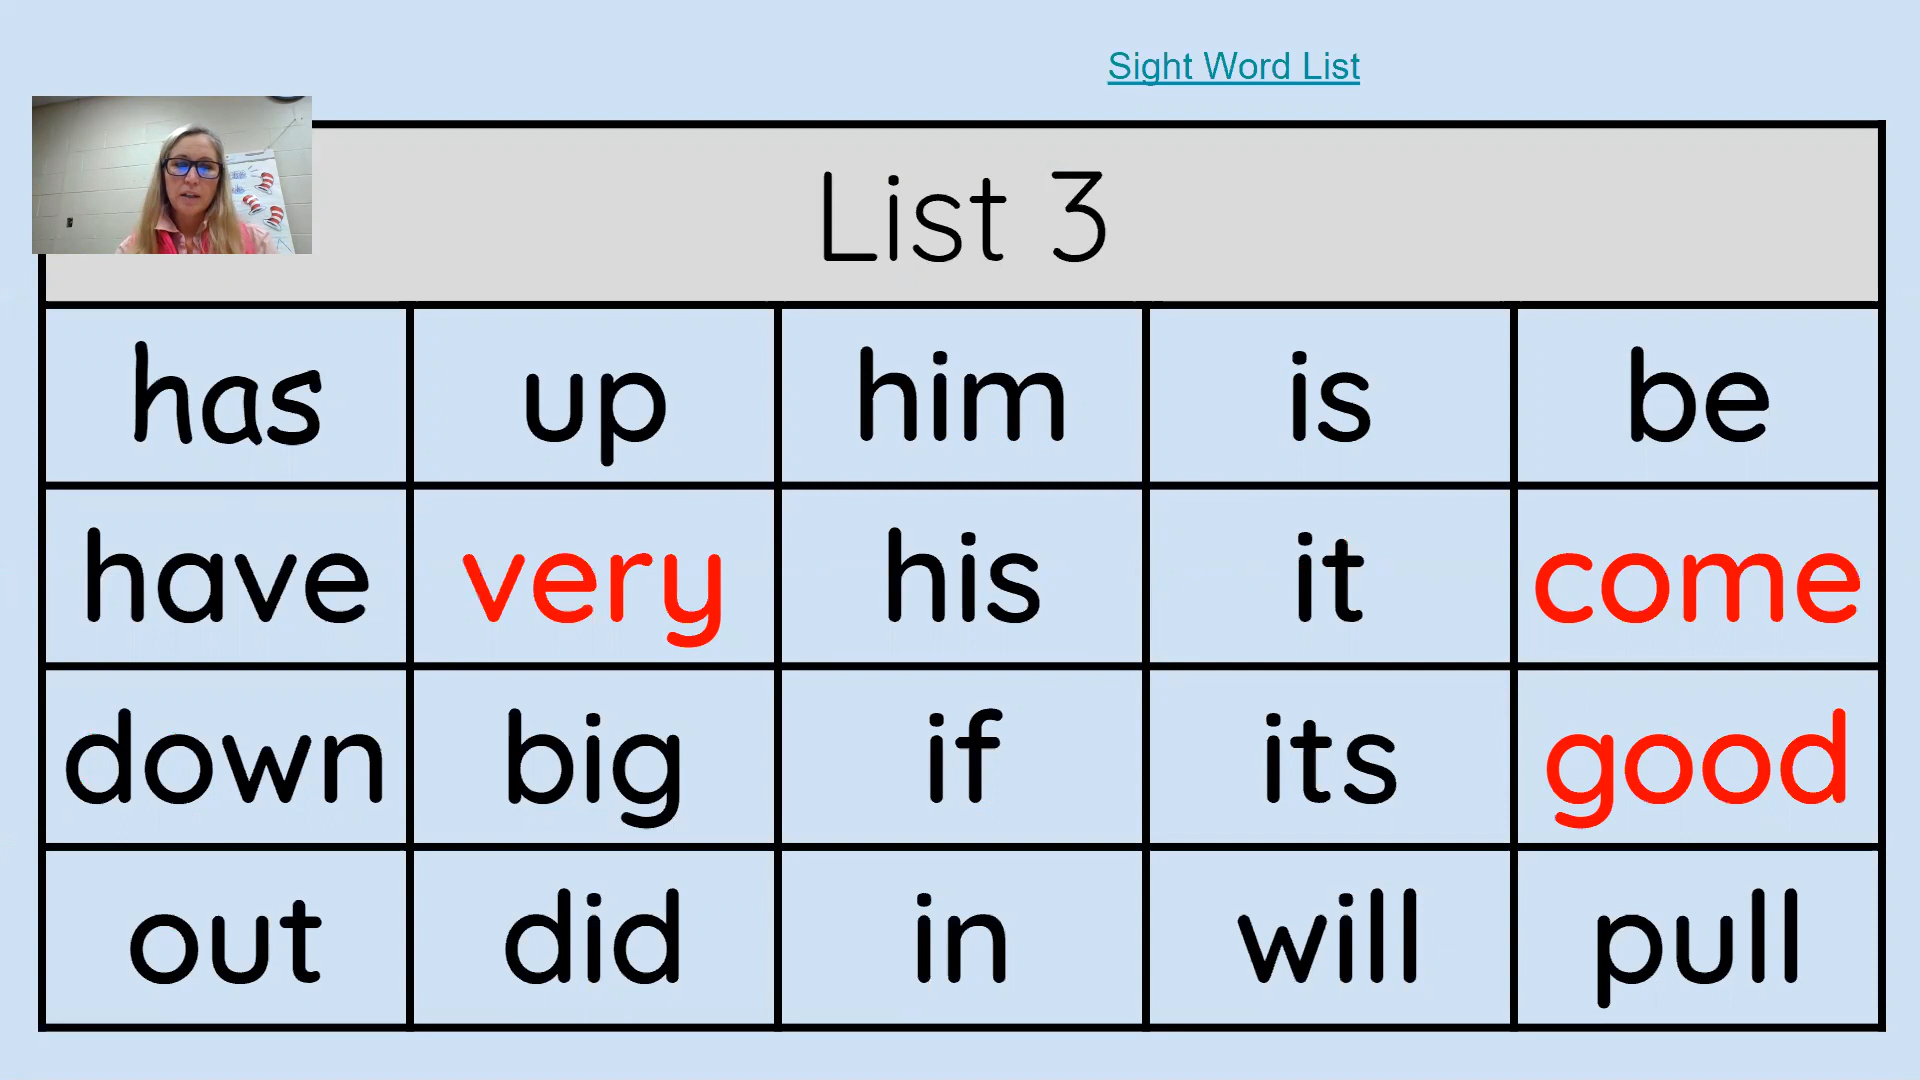 Sight Word List
List 3
has up him is be
have very his it come
down big if its good
out did in will pull